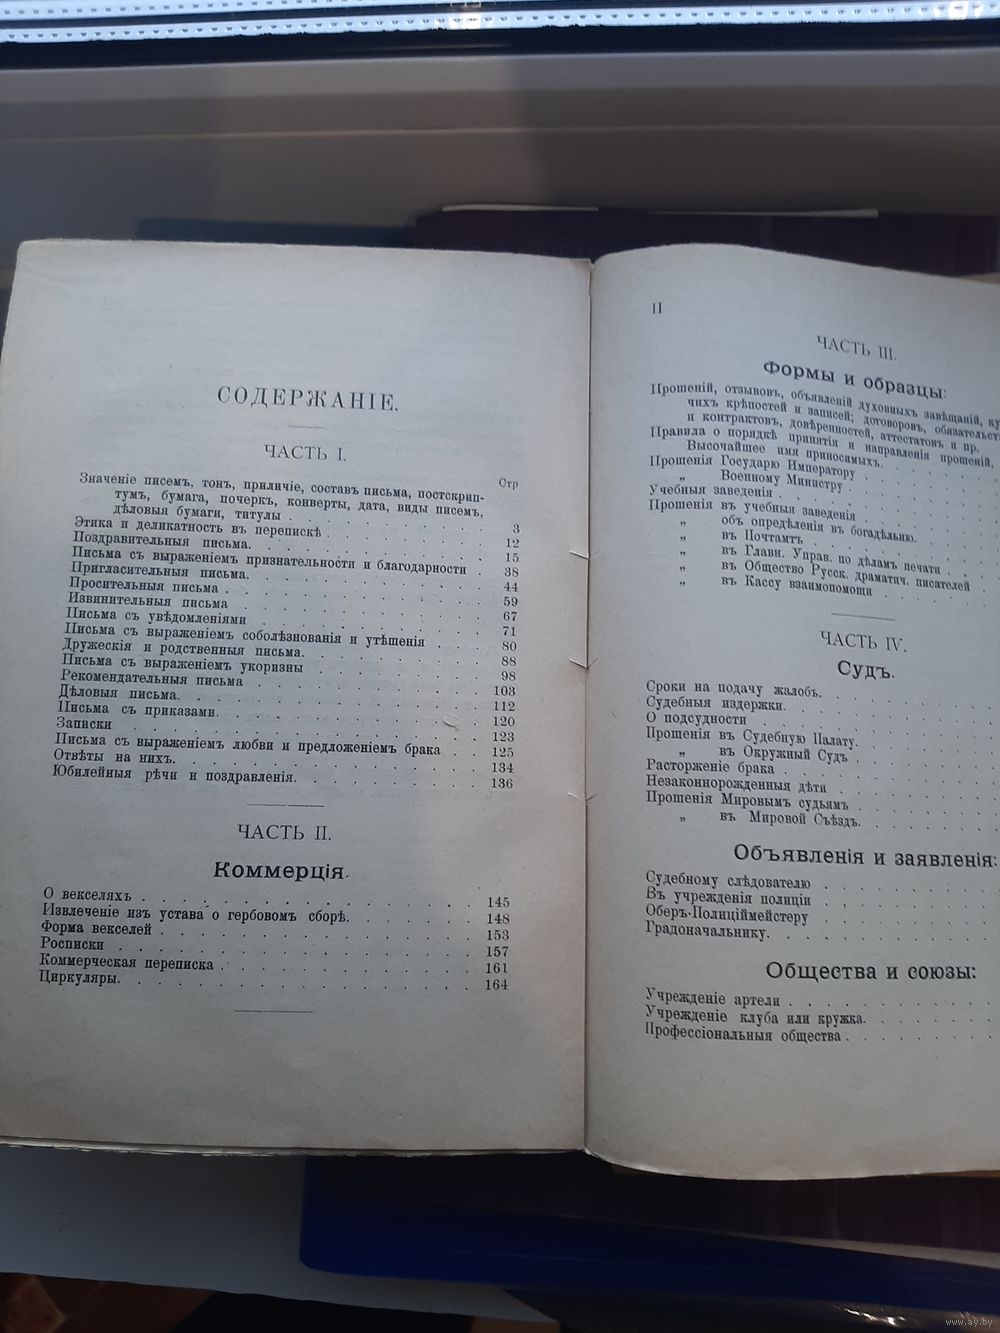 СОДЕРЖАНІЕ.
ЧАСТЬ I.
Стр
Значеніе писемъ, тонъ, приличіе, составъ письма, постскрип-
тумъ, бумага, почеркъ, конверты, дата, виды писемъ,
дѣловыя бумаги, титулы . . . 3
Этика и деликатность въ перепискѣ . . . 12
Поздравительныя письма. . . . 15
Письма съ выраженіемъ признательности и благодарности . 38
Пригласительныя письма. . . . 44
Просительныя письма . . . 59
Извинительныя письма . . . 67
Письма съ увѣдомленіями . . . 71
Письма съ выраженіемъ соболѣзнованія и утѣшенія . . . 80
Дружескія и родственныя письма. . . . 88
Письма съ выраженіемъ укоризны . . . 98
Рекомендательныя письма . . . 103
Дѣловыя письма. . . . 112
Письма съ приказами. . . . 120
Записки . . . 123
Письма съ выраженіемъ любви и предложеніемъ брака . . 125
Отвѣты на нихъ. . . . 134
Юбилейныя рѣчи и поздравленія. . . . 136
ЧАСТЬ II.
Коммерція.
О векселяхъ . . . 145
Извлеченіе изъ устава о гербовомъ сборѣ. . . . 148
Форма векселей . . . 153
Росписки . . . 157
Коммерческая переписка . . . 161
Циркуляры. . . . 164
II
ЧАСТЬ III.
Формы и образцы:
Прошеній, отзывовъ, объявленій духовныхъ завѣщаній, ку
чихъ крѣпостей и записей; договоровъ, обязательст
и контрактовъ, довѣренностей, аттестатовъ и пр.
Правила о порядкѣ принятія и направленія прошеній,
Высочайшее имя приносимыхъ. . . .
Прошенія Государю Императору . . .
„ Военному Министру . . .
Учебныя заведенія . . .
Прошенія въ учебныя заведенія . . .
„ объ опредѣленіи въ богадѣльню. . . .
„ въ Почтамтъ . . .
„ въ Главн. Управ. по дѣламъ печати . . .
„ въ Общество Русск. драматич. писателей .
„ въ Кассу взаимопомощи . . .
ЧАСТЬ IV.
Судъ.
Сроки на подачу жалобъ. . . .
Судебныя издержки. . . .
О подсудности . . .
Прошенія въ Судебную Палату. . . .
„ въ Окружный Судъ . . .
Расторженіе брака . . .
Незаконнорожденныя дѣти . . .
Прошенія Мировымъ судьямъ . . .
„ въ Мировой Съѣздъ. . . .
Объявленія и заявленія:
Судебному слѣдователю . . .
Въ учрежденія полиціи . . .
Оберъ-Полиціймейстеру . . .
Градоначальнику. . . .
Общества и союзы:
Учрежденіе артели . . .
Учрежденіе клуба или кружка. . . .
Профессіональныя общества . . .
www.ay.by